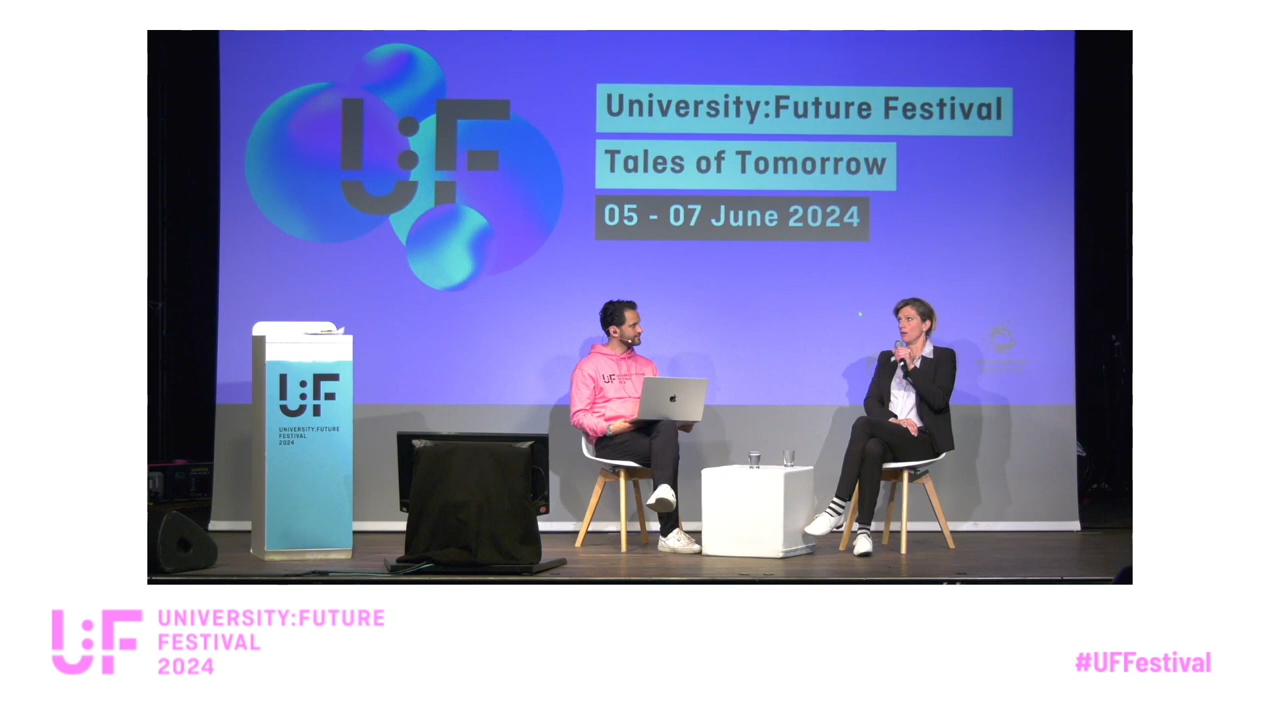 U:F
University:Future Festival
Tales of Tomorrow
05 - 07 June 2024
U:F
UNIVERSITY:FUTURE
FESTIVAL
2024
U:F
U:F
UNIVERSITY:FUTURE
FESTIVAL
2024
#UFFestival